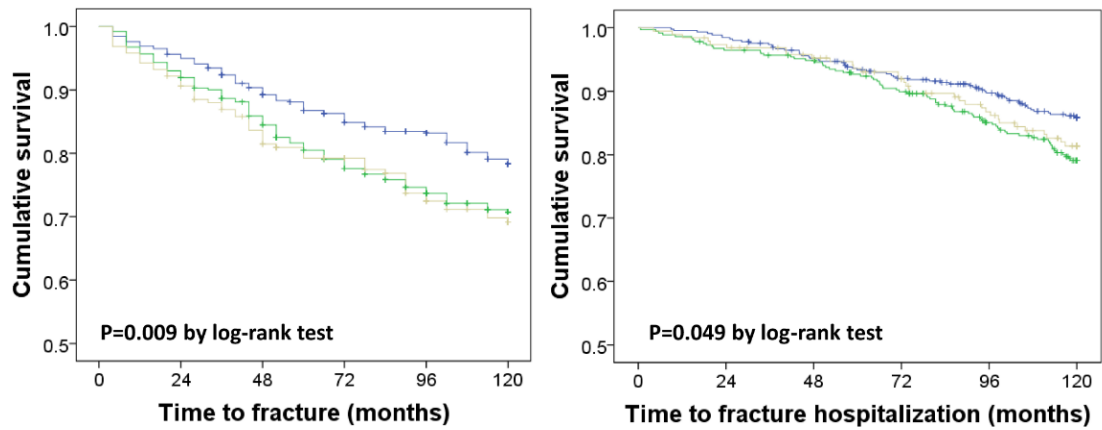 Cumulative survival
1.0
0.9
0.8
0.7
0.6
0.5
P=0.009 by log-rank test
0 24 48 72 96 120
Time to fracture (months)
Cumulative survival
1.0
0.9
0.8
0.7
0.6
0.5
P=0.049 by log-rank test
0 24 48 72 96 120
Time to fracture hospitalization (months)